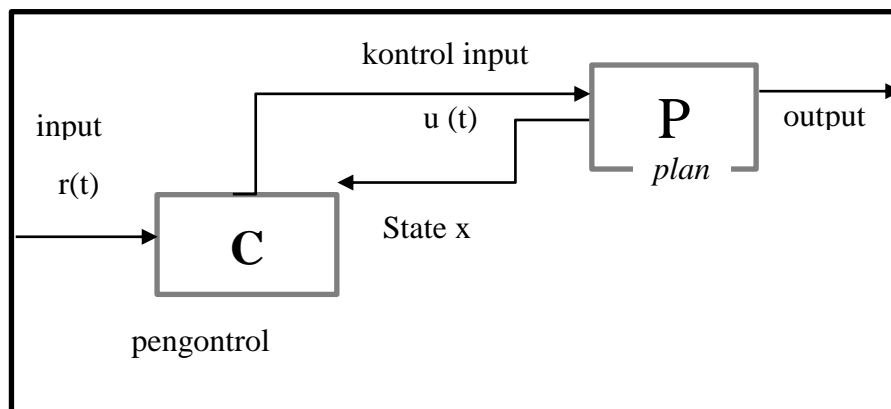 kontrol input
u (t)
P
plan
output
input
r(t)
State x
C
pengontrol